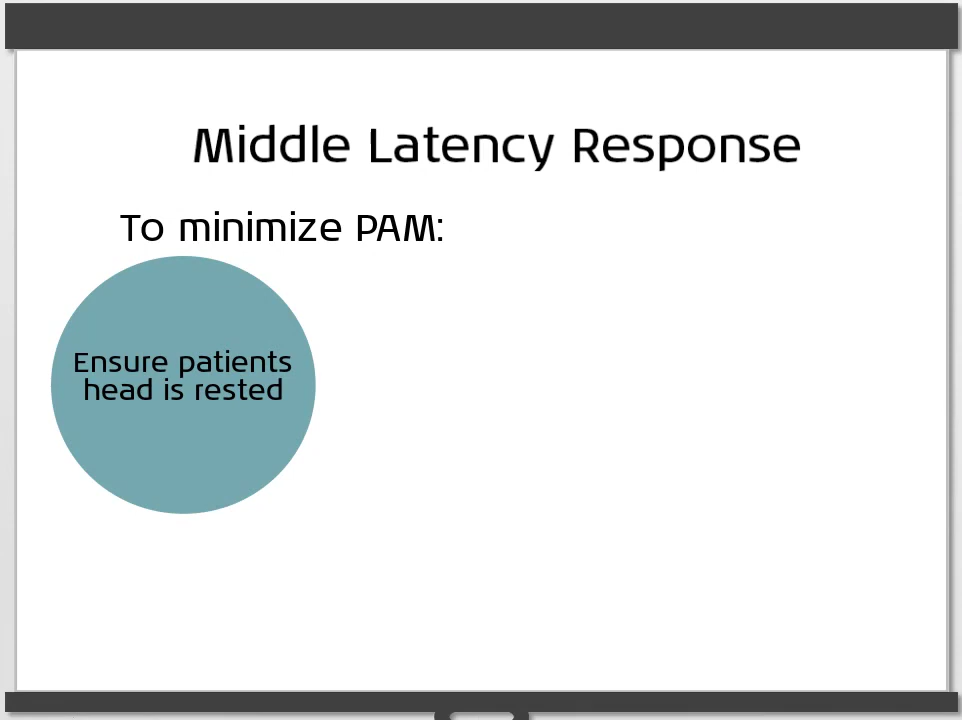 Middle Latency Response
To minimize PAM:
Ensure patients
head is rested